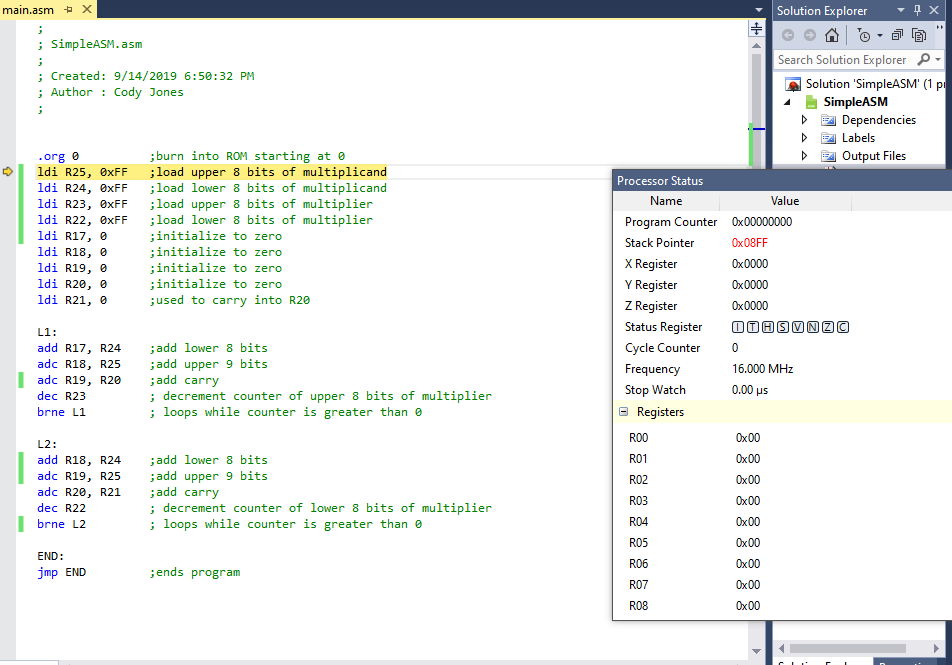 main.asm
;
; SimpleASM.asm
;
; Created: 9/14/2019 6:50:32 PM
; Author : Cody Jones
;
.org 0 ;burn into ROM starting at 0
ldi R25, 0xFF ;load upper 8 bits of multiplicand
ldi R24, 0xFF ;load lower 8 bits of multiplicand
ldi R23, 0xFF ;load upper 8 bits of multiplier
ldi R22, 0xFF ;load lower 8 bits of multiplier
ldi R17, 0 ;initialize to zero
ldi R18, 0 ;initialize to zero
ldi R19, 0 ;initialize to zero
ldi R20, 0 ;initialize to zero
ldi R21, 0 ;used to carry into R20
L1:
add R17, R24 ;add lower 8 bits
adc R18, R25 ;add upper 9 bits
adc R19, R20 ;add carry
dec R23 ; decrement counter of upper 8 bits of multiplier
brne L1 ; loops while counter is greater than 0
L2:
add R18, R24 ;add lower 8 bits
adc R19, R25 ;add upper 9 bits
adc R20, R21 ;add carry
dec R22 ; decrement counter of lower 8 bits of multiplier
brne L2 ; loops while counter is greater than 0
END:
jmp END ;ends program
Solution Explorer
Search Solution Explorer
Solution 'SimpleASM' (1 pr
SimpleASM
Dependencies
Labels
Output Files
Processor Status
Name Value
Program Counter 0x00000000
Stack Pointer 0x08FF
X Register 0x0000
Y Register 0x0000
Z Register 0x0000
Status Register I T H S V N Z C
Cycle Counter 0
Frequency 16.000 MHz
Stop Watch 0.00 µs
Registers
R00 0x00
R01 0x00
R02 0x00
R03 0x00
R04 0x00
R05 0x00
R06 0x00
R07 0x00
R08 0x00